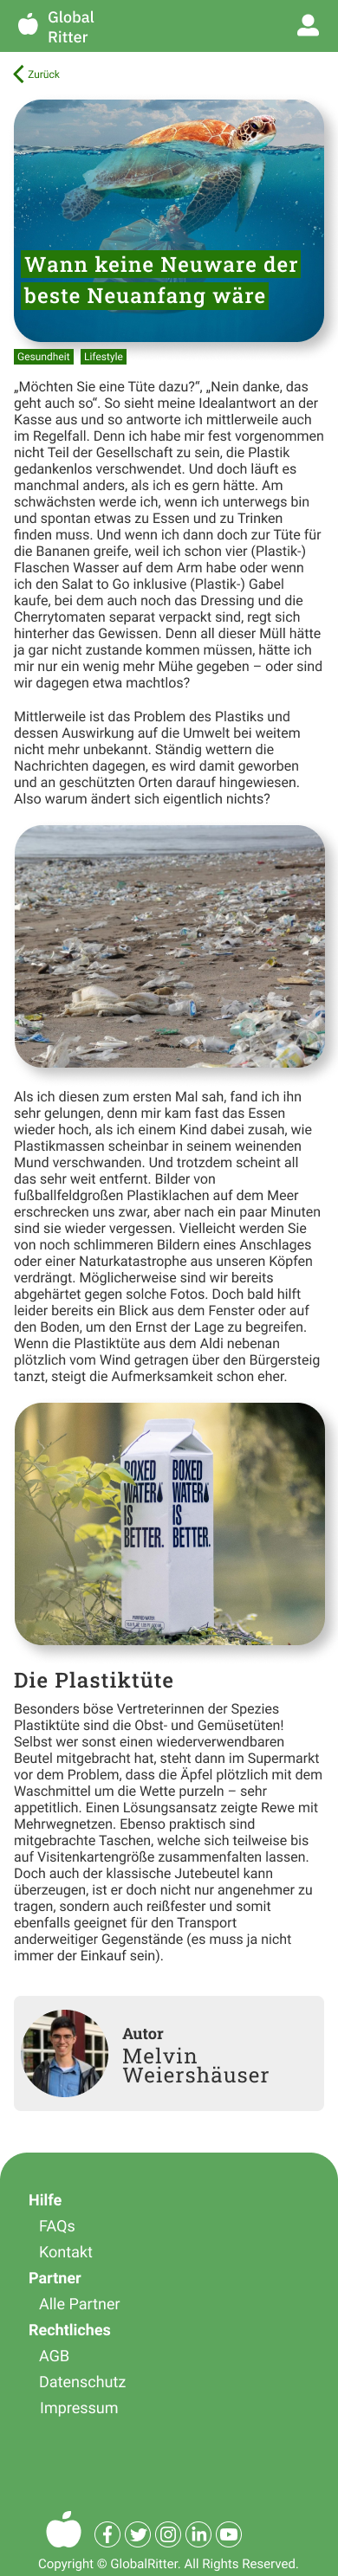 Global
Ritter
Zurück
Wann keine Neuware der
beste Neuanfang wäre
Gesundheit Lifestyle
„Möchten Sie eine Tüte dazu?“, „Nein danke, das
geht auch so“. So sieht meine Idealantwort an der
Kasse aus und so antworte ich mittlerweile auch
im Regelfall. Denn ich habe mir fest vorgenommen
nicht Teil der Gesellschaft zu sein, die Plastik
gedankenlos verschwendet. Und doch läuft es
manchmal anders, als ich es gern hätte. Am
schwächsten werde ich, wenn ich unterwegs bin
und spontan etwas zu Essen und zu Trinken
finden muss. Und wenn ich dann doch zur Tüte für
die Bananen greife, weil ich schon vier (Plastik-)
Flaschen Wasser auf dem Arm habe oder wenn
ich den Salat to Go inklusive (Plastik-) Gabel
kaufe, bei dem auch noch das Dressing und die
Cherrytomaten separat verpackt sind, regt sich
hinterher das Gewissen. Denn all dieser Müll hätte
ja gar nicht zustande kommen müssen, hätte ich
mir nur ein wenig mehr Mühe gegeben – oder sind
wir dagegen etwa machtlos?
Mittlerweile ist das Problem des Plastiks und
dessen Auswirkung auf die Umwelt bei weitem
nicht mehr unbekannt. Ständig wettern die
Nachrichten dagegen, es wird damit geworben
und an geschützten Orten darauf hingewiesen.
Also warum ändert sich eigentlich nichts?
Als ich diesen zum ersten Mal sah, fand ich ihn
sehr gelungen, denn mir kam fast das Essen
wieder hoch, als ich einem Kind dabei zusah, wie
Plastikmassen scheinbar in seinem weinenden
Mund verschwanden. Und trotzdem scheint all
das sehr weit entfernt. Bilder von
fußballfeldgroßen Plastiklachen auf dem Meer
erschrecken uns zwar, aber nach ein paar Minuten
sind sie wieder vergessen. Vielleicht werden Sie
von noch schlimmeren Bildern eines Anschlages
oder einer Naturkatastrophe aus unseren Köpfen
verdrängt. Möglicherweise sind wir bereits
abgehärtet gegen solche Fotos. Doch bald hilft
leider bereits ein Blick aus dem Fenster oder auf
den Boden, um den Ernst der Lage zu begreifen.
Wenn die Plastiktüte aus dem Aldi nebenan
plötzlich vom Wind getragen über den Bürgersteig
tanzt, steigt die Aufmerksamkeit schon eher.
BOXED BOXED
WATER WATER
IS IS
BETTER. BETTER.
Die Plastiktüte
Besonders böse Vertreterinnen der Spezies
Plastiktüte sind die Obst- und Gemüsetüten!
Selbst wer sonst einen wiederverwendbaren
Beutel mitgebracht hat, steht dann im Supermarkt
vor dem Problem, dass die Äpfel plötzlich mit dem
Waschmittel um die Wette purzeln – sehr
appetitlich. Einen Lösungsansatz zeigte Rewe mit
Mehrwegnetzen. Ebenso praktisch sind
mitgebrachte Taschen, welche sich teilweise bis
auf Visitenkartengröße zusammenfalten lassen.
Doch auch der klassische Jutebeutel kann
überzeugen, ist er doch nicht nur angenehmer zu
tragen, sondern auch reißfester und somit
ebenfalls geeignet für den Transport
anderweitiger Gegenstände (es muss ja nicht
immer der Einkauf sein).
Autor
Melvin
Weiershäuser
Hilfe
FAQs
Kontakt
Partner
Alle Partner
Rechtliches
AGB
Datenschutz
Impressum
Copyright © GlobalRitter. All Rights Reserved.